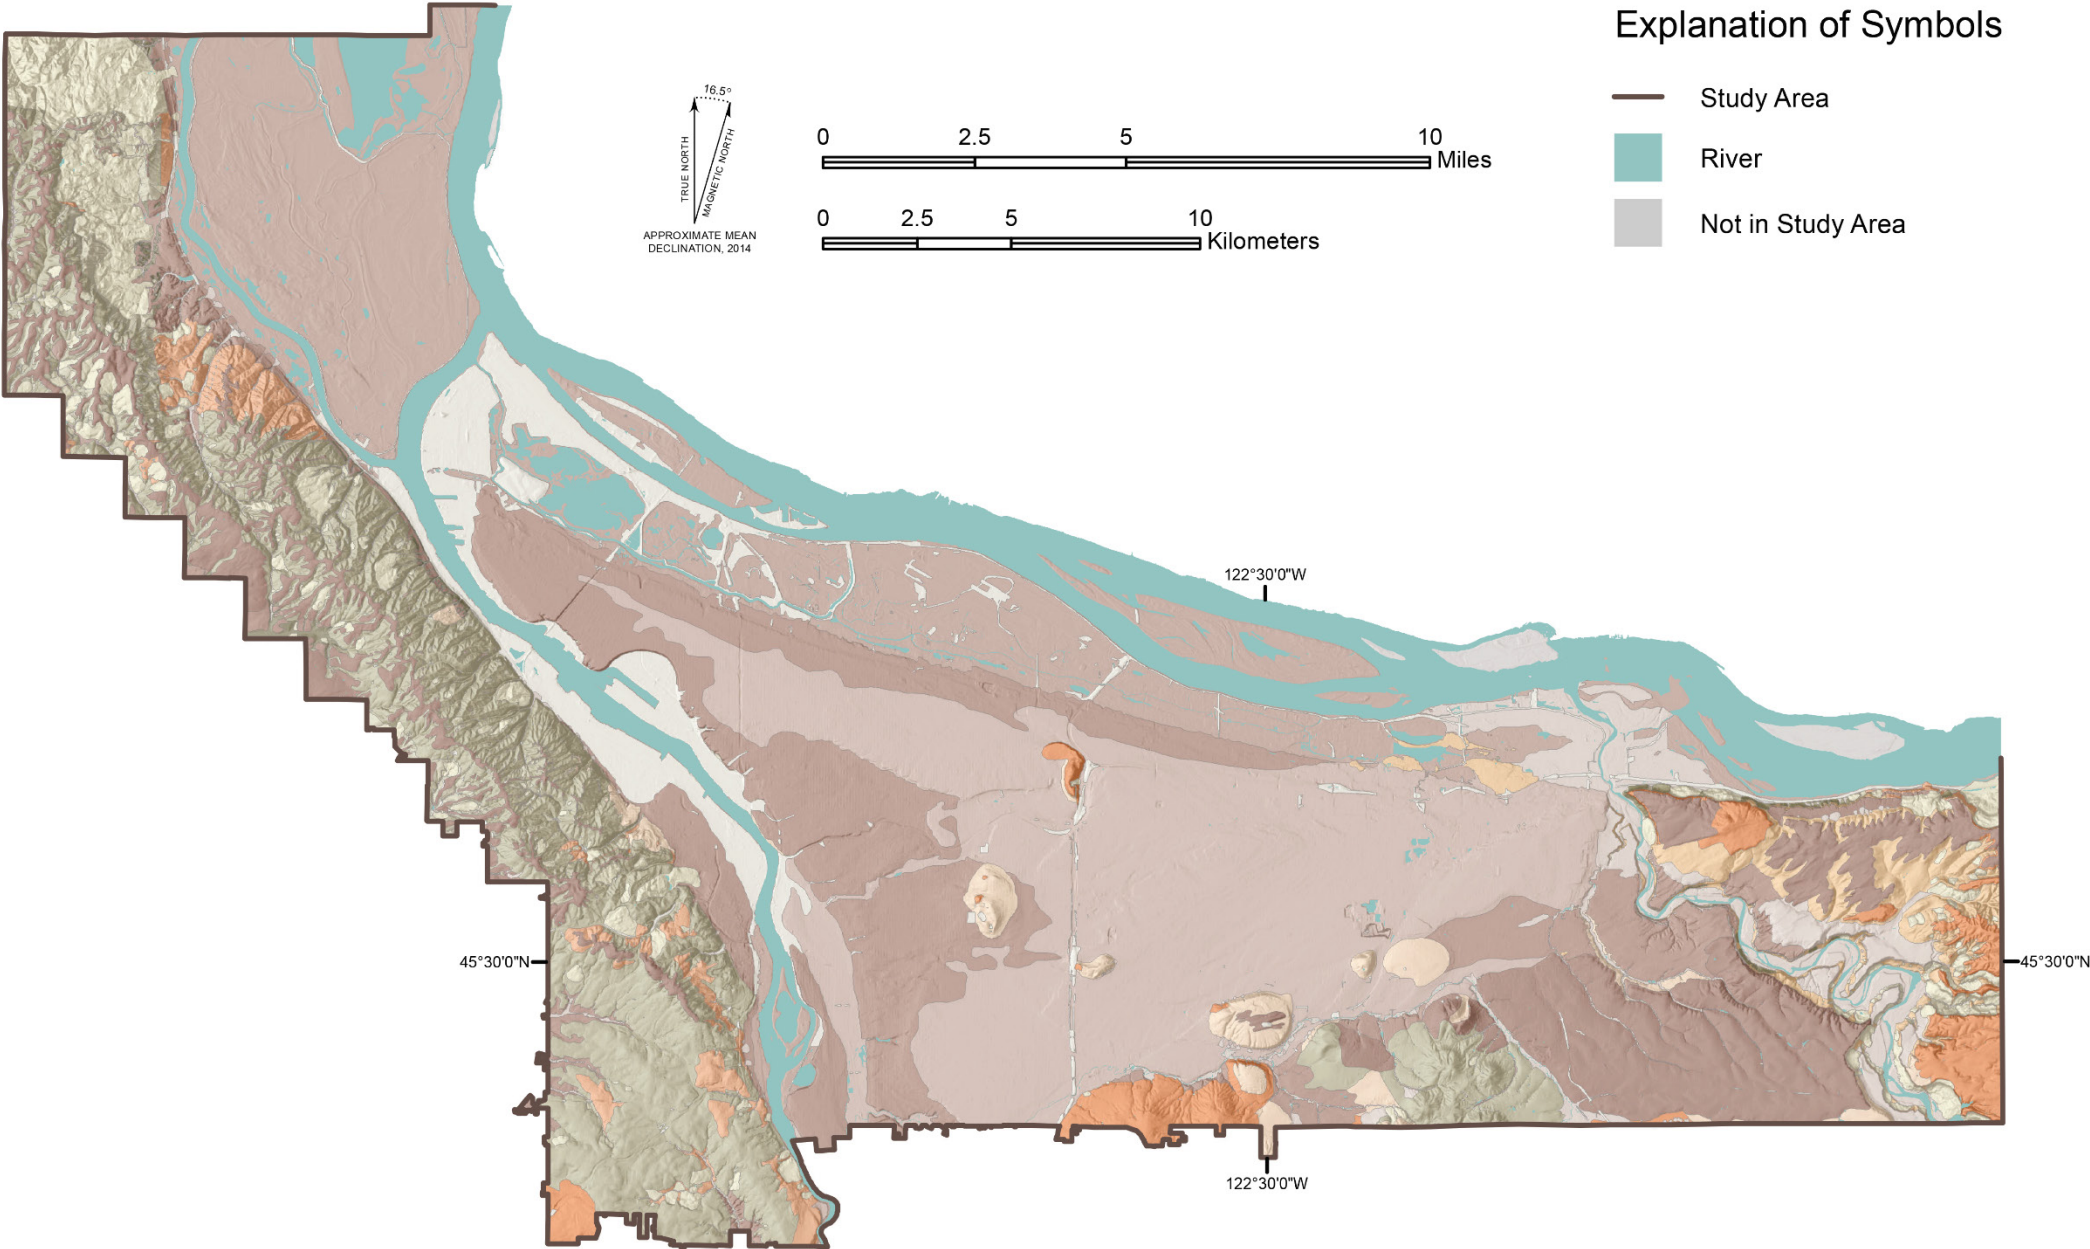 Explanation of Symbols
Study Area
River
Not in Study Area
16.5°
TRUE NORTH
MAGNETIC NORTH
APPROXIMATE MEAN
DECLINATION, 2014
0 2.5 5 10
Miles
0 2.5 5 10
Kilometers
122°30'0"W
45°30'0"N
45°30'0"N
122°30'0"W